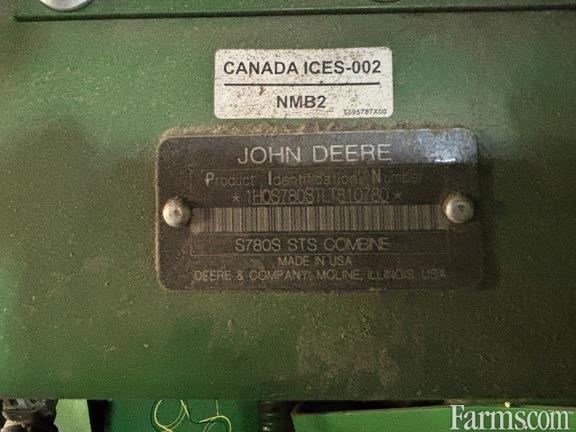 CANADA ICES-002
NMB2
T395787X00
JOHN DEERE
Product Identification Number
*1H0S780STLT810780*
S780S STS COMBINE
MADE IN USA
DEERE & COMPANY, MOLINE, ILLINOIS, USA
Farms.com